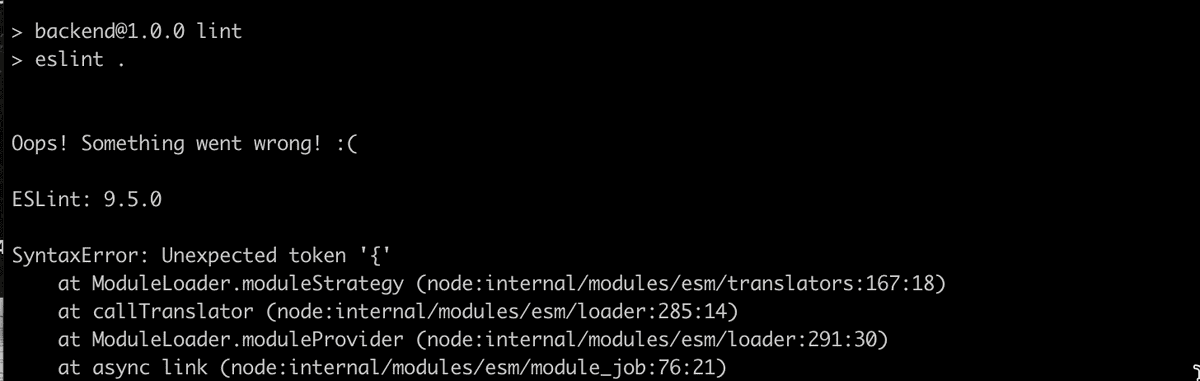 > backend@1.0.0 lint
> eslint .
Oops! Something went wrong! :(
ESLint: 9.5.0
SyntaxError: Unexpected token '{'
    at ModuleLoader.moduleStrategy (node:internal/modules/esm/translators:167:18)
    at callTranslator (node:internal/modules/esm/loader:285:14)
    at ModuleLoader.moduleProvider (node:internal/modules/esm/loader:291:30)
    at async link (node:internal/modules/esm/module_job:76:21)